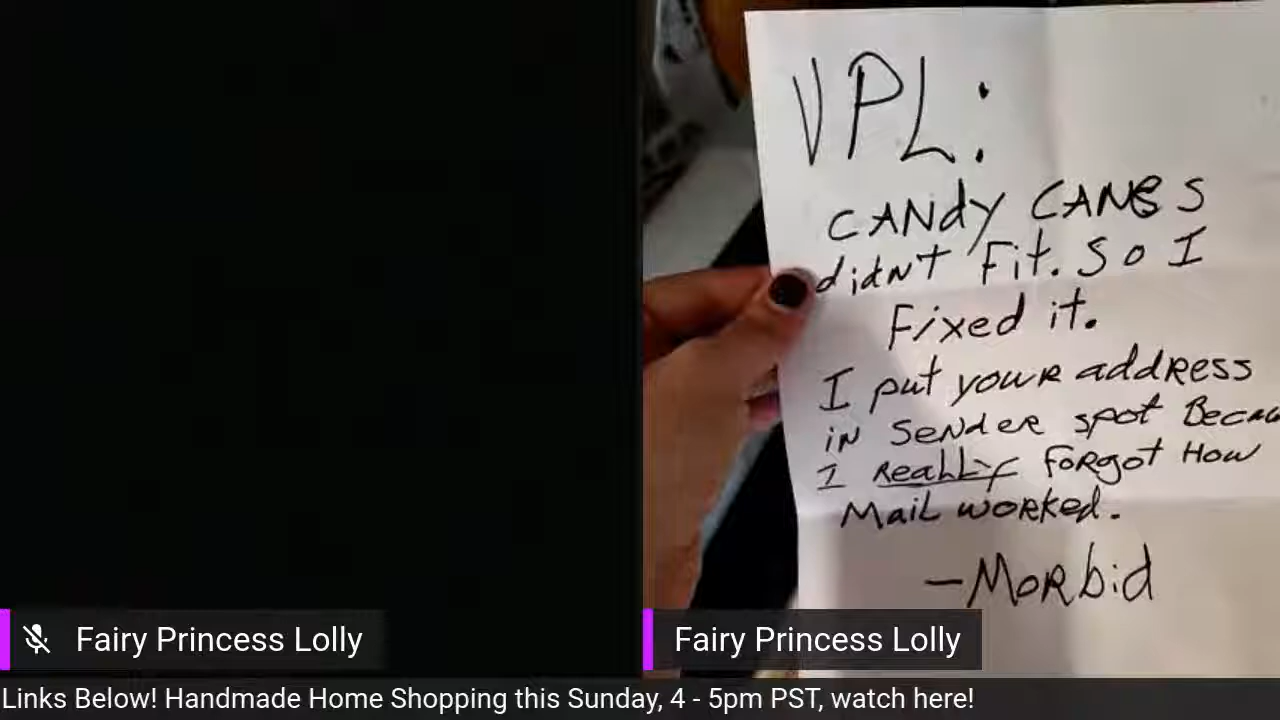 VPL:
CANdy CANES
didnt Fit. So I
Fixed it.
I put your address
in Sender spot
I Really forgot How
Mail worked.
—Morbid
Fairy Princess Lolly
Fairy Princess Lolly
Links Below! Handmade Home Shopping this Sunday, 4 - 5pm PST, watch here!